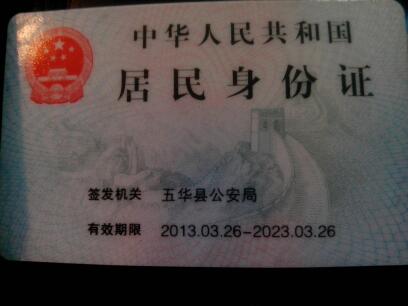 中华人民共和国
居民身份证
签发机关 五华县公安局
有效期限 2013.03.26-2023.03.26